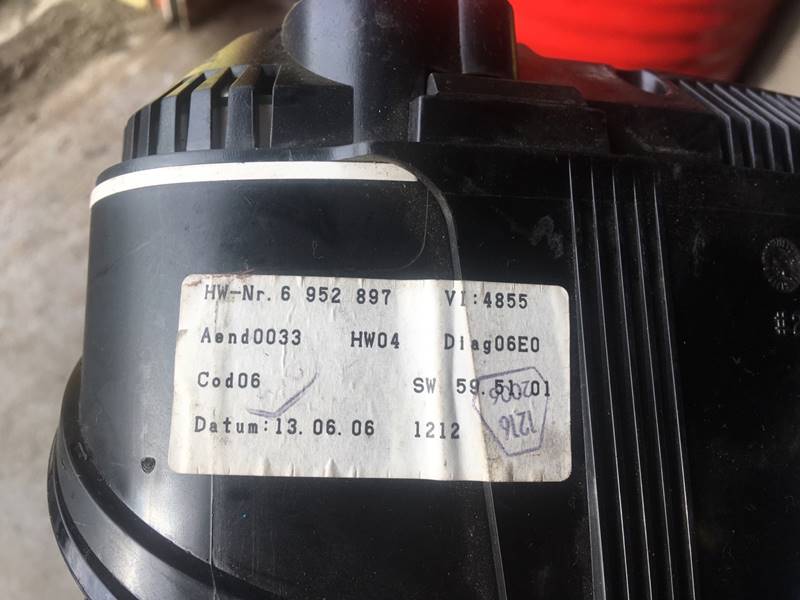 HW-Nr. 6 952 897 VI:4855
Aend0033 HW04 Diag06E0
Cod06 SW 59.51.01
Datum:13.06.06 1212
1216
2006